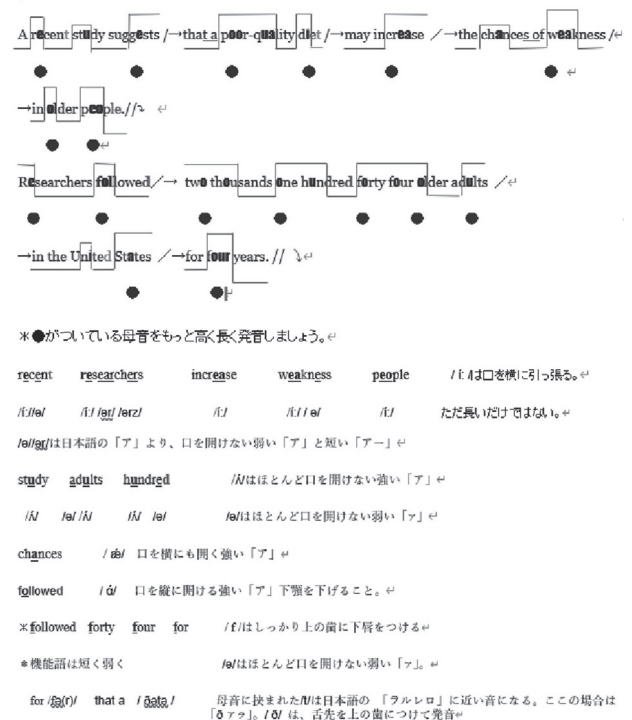 A recent study suggests /→that a poor-quality diet /→may increase ／→the chances of weakness /↵
● ● ● ● ● ● ↵
→in older people.//↷ ↵
● ●↵
Researchers followed／→ two thousands one hundred forty four older adults ／↵
● ● ● ● ● ● ●
→in the United States ／→for four years. // ⤵↵
● ●↵
＊●がついている母音をもっと高く長く発音しましょう。↵
recent researchers increase weakness people / i: /は口を横に引っ張る。↵
/i://ə/ /i:/ /ər/ /ərz/ /i:/ /i:/ / ə/ /i:/ ただ長いだけではない。↵
/ə//ər/は日本語の「ア」より、口を開けない弱い「ア」と短い「アー」↵
study adults hundred /ʌ́/はほとんど口を開けない強い「ア」↵
/ʌ́/ /ə/ /ʌ́/ /ʌ́/ /ə/ /ə/はほとんど口を開けない弱い「ァ」↵
chances / ǽ/ 口を横にも開く強い「ア」↵
followed / ɑ́/ 口を縦に開ける強い「ア」下顎を下げること。↵
＊followed forty four for / f /はしっかり上の歯に下唇をつける↵
＊機能語は短く弱く /ə/はほとんど口を開けない弱い「ァ」。↵
for /fə(r)/ that a / ðətə / 母音に挟まれた/t/は日本語の 「ラルレロ」に近い音になる。ここの場合は
「ð ァ ラ」。/ ð/ は、舌先を上の歯につけて発音↵